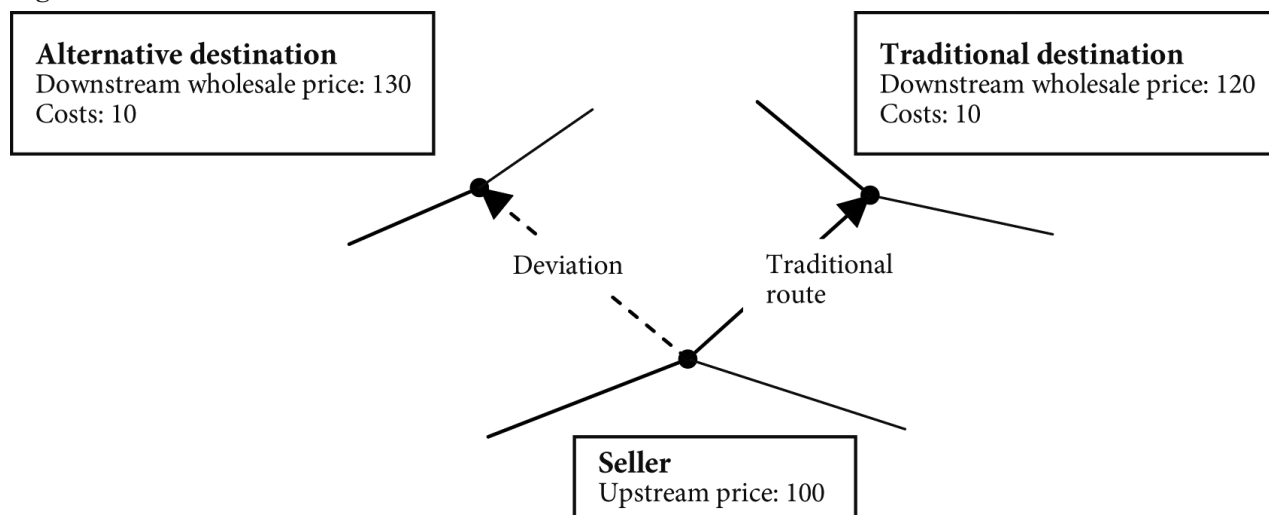 Alternative destination
Downstream wholesale price: 130
Costs: 10
Traditional destination
Downstream wholesale price: 120
Costs: 10
Deviation
Traditional
route
Seller
Upstream price: 100